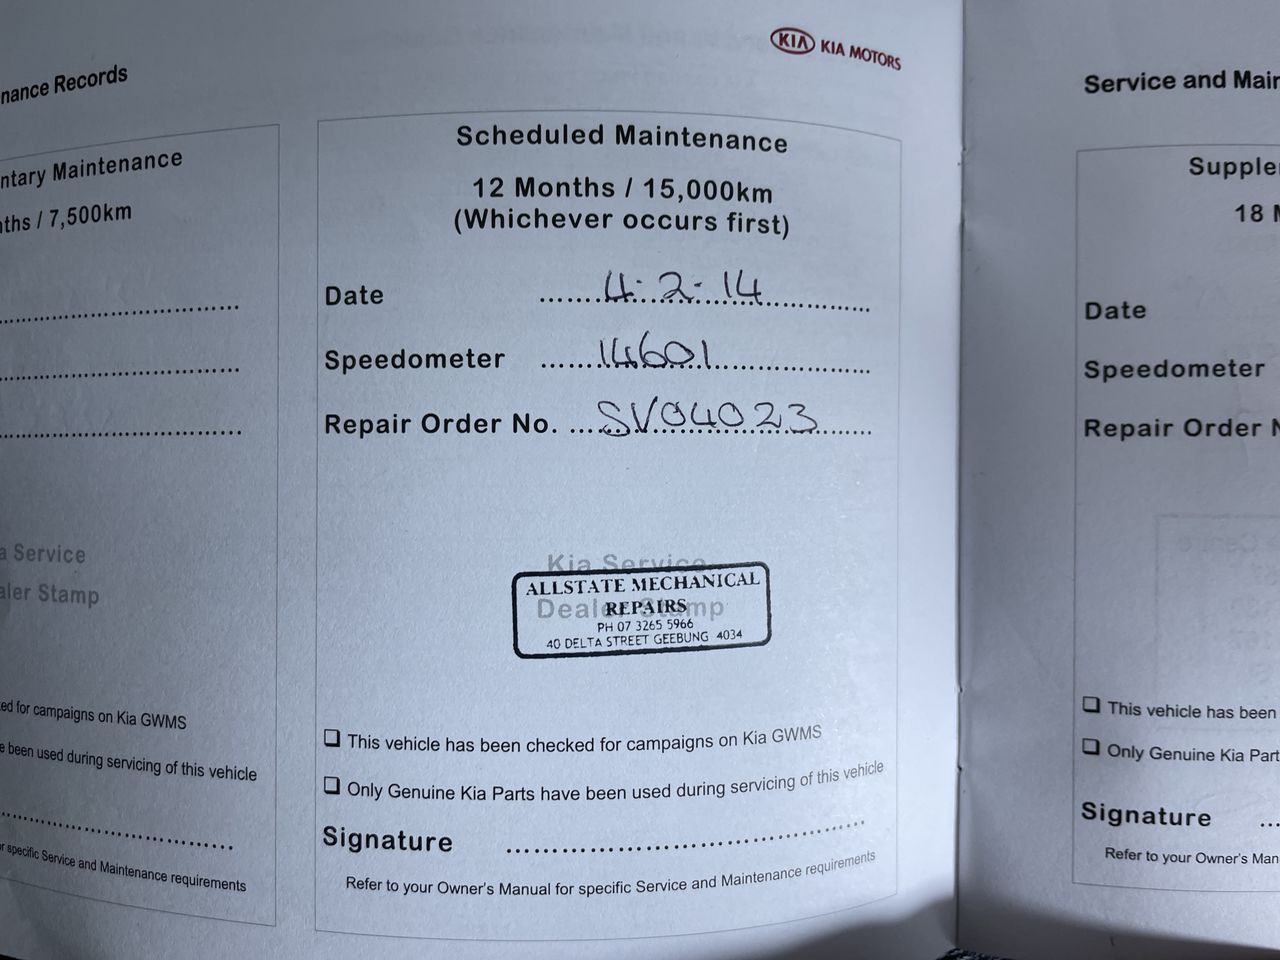 nance Records
ntary Maintenance
ths / 7,500km
a Service
aler Stamp
ed for campaigns on Kia GWMS
e been used during servicing of this vehicle
r specific Service and Maintenance requirements
KIA KIA MOTORS
Scheduled Maintenance
12 Months / 15,000km
(Whichever occurs first)
Date 4.2.14
Speedometer 14601
Repair Order No. SV04023
Kia Service
Dealer Stamp
ALLSTATE MECHANICAL
REPAIRS
PH 07 3265 5966
40 DELTA STREET GEEBUNG 4034
❏ This vehicle has been checked for campaigns on Kia GWMS
❏ Only Genuine Kia Parts have been used during servicing of this vehicle
Signature
Refer to your Owner's Manual for specific Service and Maintenance requirements
Service and Main
Supple
18 M
Date
Speedometer
Repair Order N
❏ This vehicle has been
❏ Only Genuine Kia Part
Signature
Refer to your Owner's Man